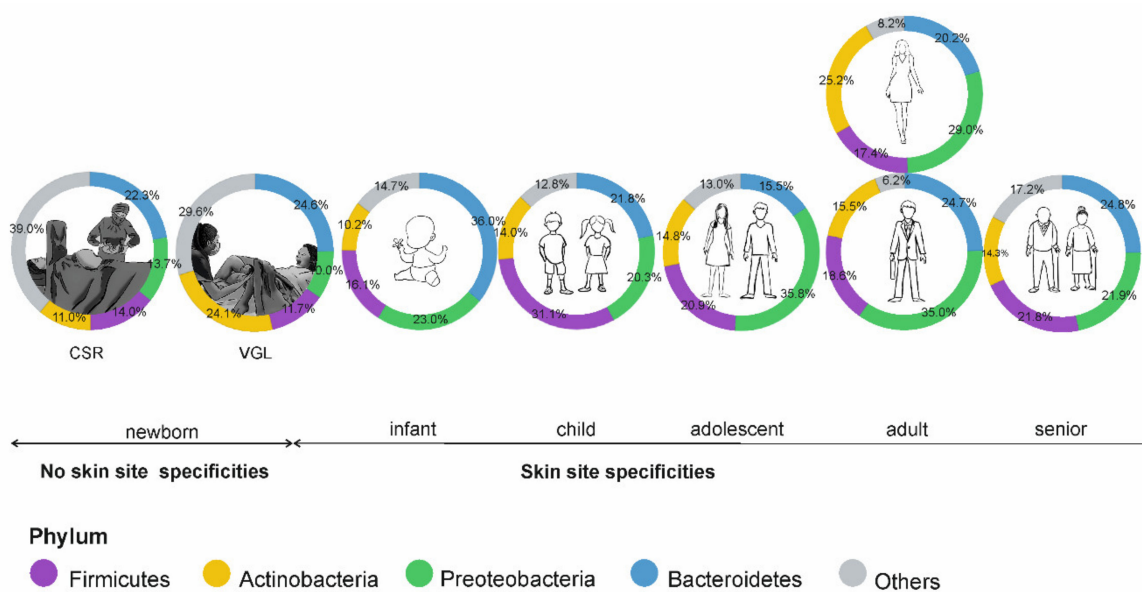 8.2%
20.2%
25.2%
29.0%
17.4%
39.0%
22.3%
13.7%
11.0%
14.0%
29.6%
24.6%
10.0%
24.1%
11.7%
14.7%
10.2%
36.0%
16.1%
23.0%
12.8%
14.0%
21.8%
20.3%
31.1%
13.0%
15.5%
14.8%
20.9%
35.8%
6.2%
15.5%
24.7%
18.6%
35.0%
17.2%
24.8%
14.3%
21.8%
21.9%
CSR
VGL
newborn
infant
child
adolescent
adult
senior
No skin site specificities
Skin site specificities
Phylum
Firmicutes
Actinobacteria
Preoteobacteria
Bacteroidetes
Others